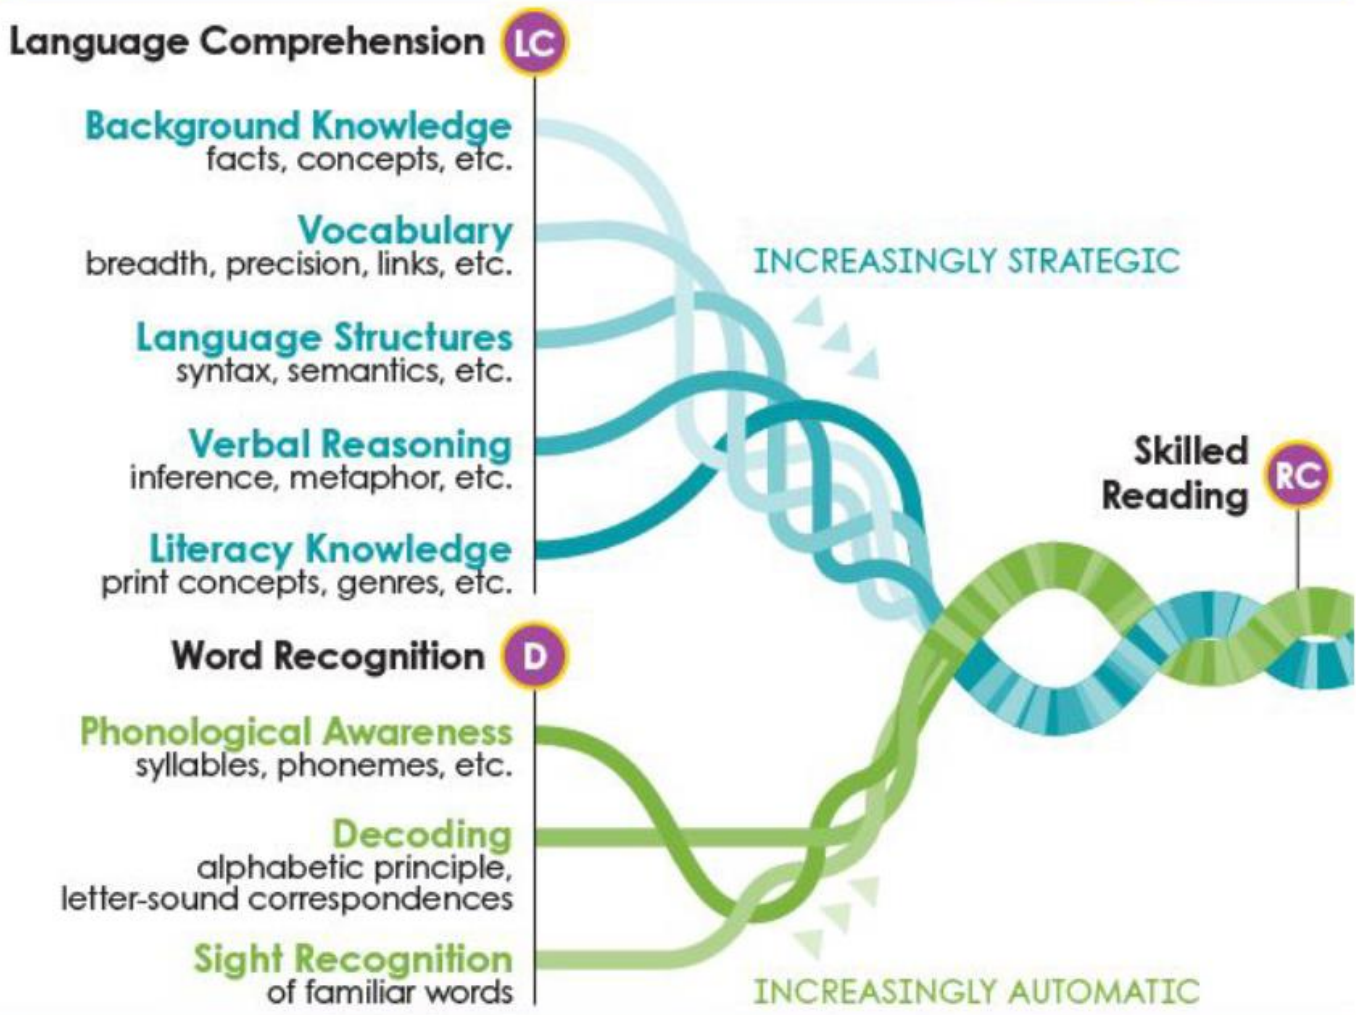 Language Comprehension LC
Background Knowledge
facts, concepts, etc.
Vocabulary
breadth, precision, links, etc.
INCREASINGLY STRATEGIC
Language Structures
syntax, semantics, etc.
Verbal Reasoning
inference, metaphor, etc.
Skilled
Reading
RC
Literacy Knowledge
print concepts, genres, etc.
Word Recognition D
Phonological Awareness
syllables, phonemes, etc.
Decoding
alphabetic principle,
letter-sound correspondences
Sight Recognition
of familiar words
INCREASINGLY AUTOMATIC